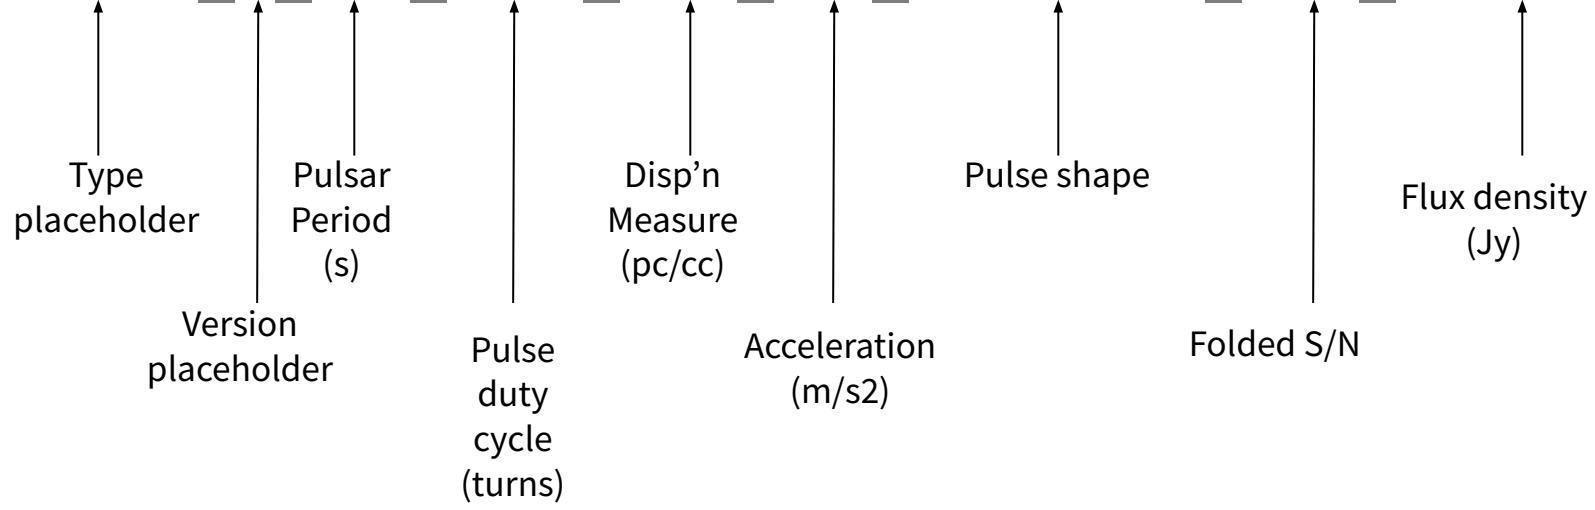 Type
placeholder
Version
placeholder
Pulsar
Period
(s)
Pulse
duty
cycle
(turns)
Disp’n
Measure
(pc/cc)
Acceleration
(m/s2)
Pulse shape
Folded S/N
Flux density
(Jy)